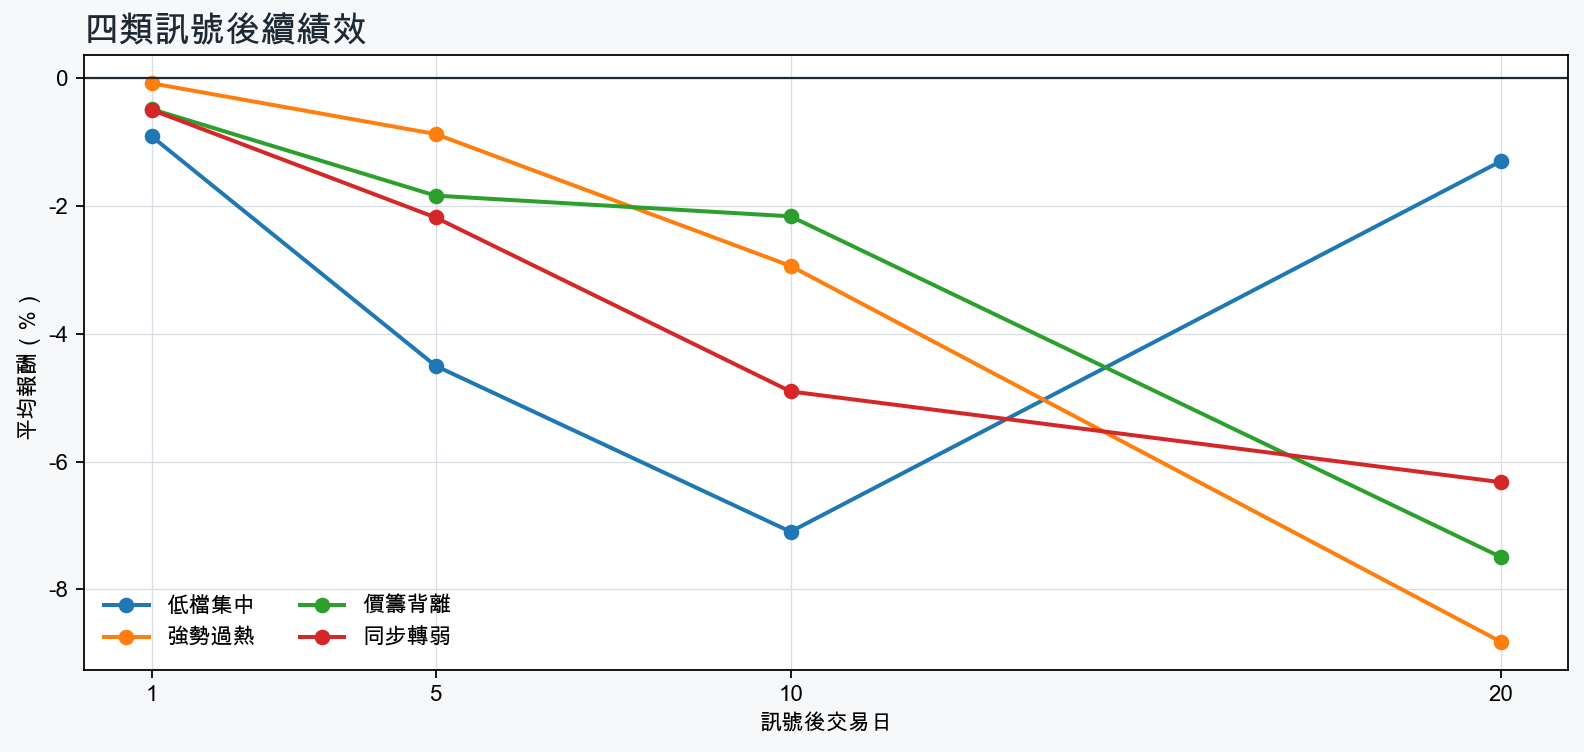 四類訊號後續績效
0
-2
-4
-6
-8
平均報酬（%）
低檔集中
強勢過熱
價籌背離
同步轉弱
1 5 10 20
訊號後交易日